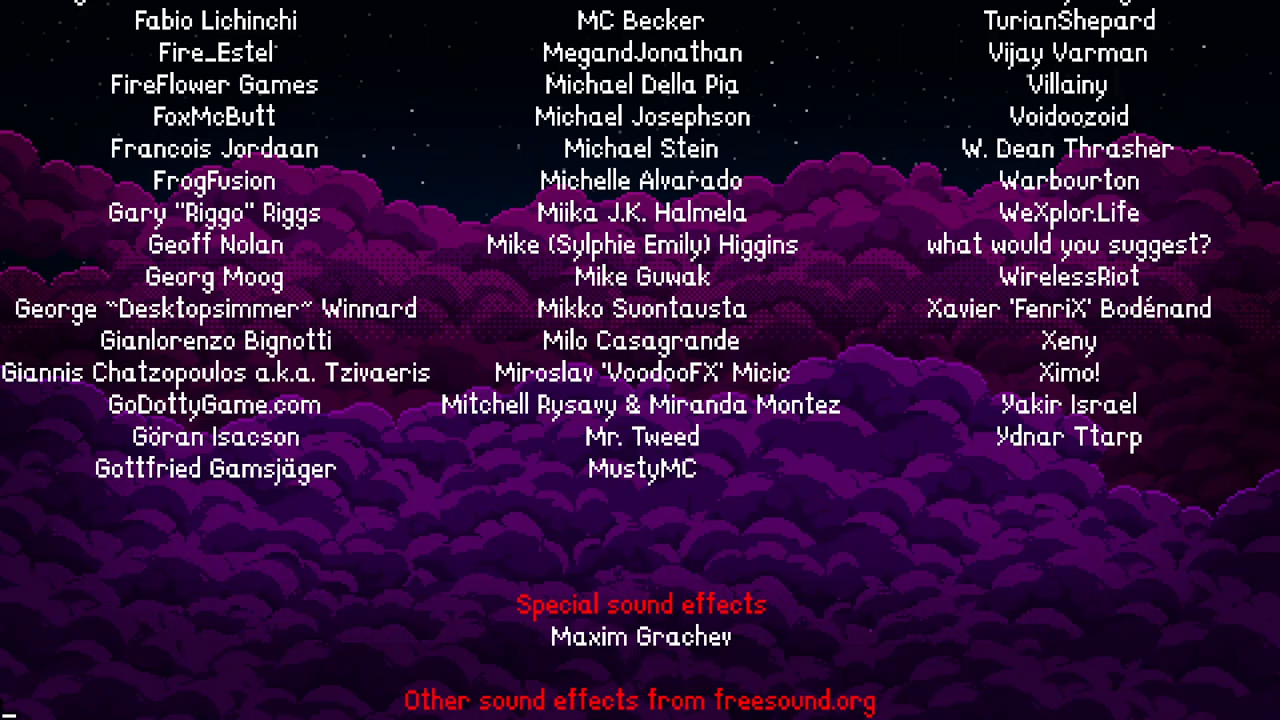 Fabio Lichinchi
Fire_Estel
FireFlower Games
FoxMcButt
Francois Jordaan
FrogFusion
Gary "Riggo" Riggs
Geoff Nolan
Georg Moog
George ~Desktopsimmer~ Winnard
Gianlorenzo Bignotti
Giannis Chatzopoulos a.k.a. Tzivaeris
GoDottyGame.com
Göran Isacson
Gottfried Gamsjäger
MC Becker
MegandJonathan
Michael Della Pia
Michael Josephson
Michael Stein
Michelle Alvarado
Miika J.K. Halmela
Mike (Sylphie Emily) Higgins
Mike Guwak
Mikko Suontausta
Milo Casagrande
Miroslav 'VoodooFX' Micic
Mitchell Rysavy & Miranda Montez
Mr. Tweed
MustyMC
TurianShepard
Vijay Varman
Villainy
Voidoozoid
W. Dean Thrasher
Warbourton
WeXplor.Life
what would you suggest?
WirelessRiot
Xavier 'FenriX' Bodénand
Xeny
Ximo!
Yakir Israel
Ydnar Ttarp
Special sound effects
Maxim Grachev
Other sound effects from freesound.org